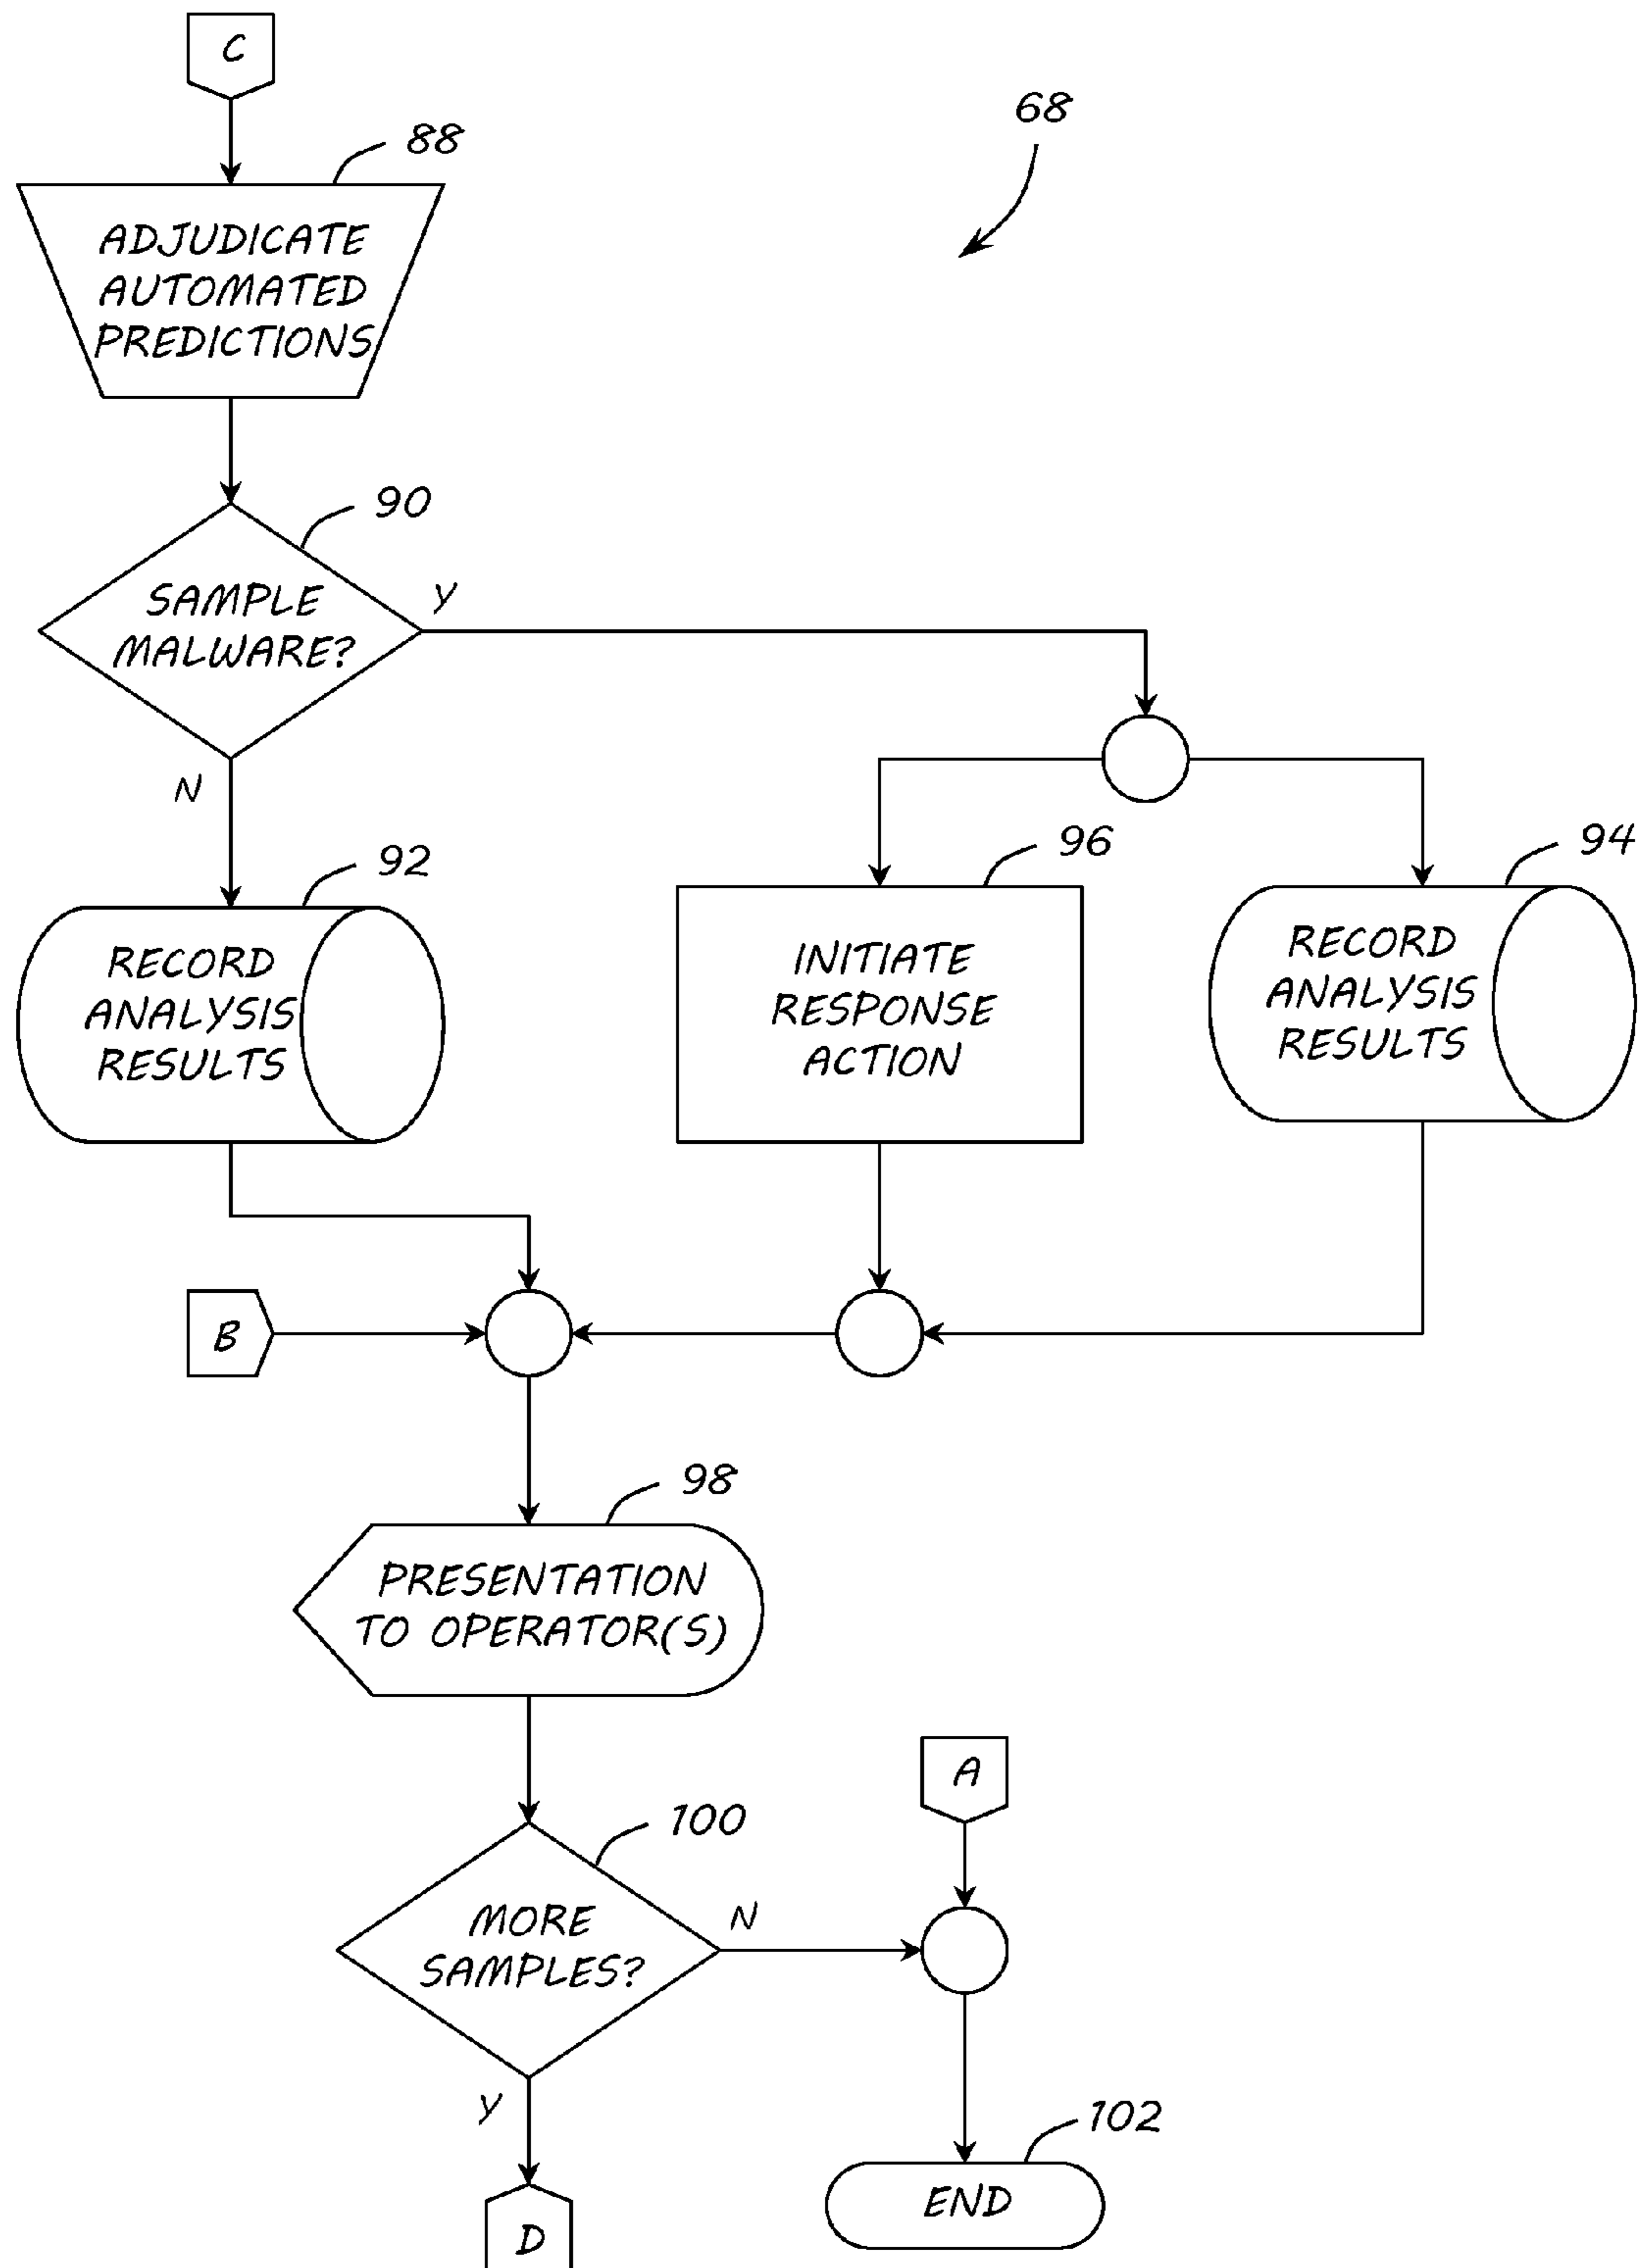 C
68
88
ADJUDICATE
AUTOMATED
PREDICTIONS
90
SAMPLE
MALWARE?
Y
N
92
RECORD
ANALYSIS
RESULTS
96
INITIATE
RESPONSE
ACTION
94
RECORD
ANALYSIS
RESULTS
B
98
PRESENTATION
TO OPERATOR(S)
A
100
MORE
SAMPLES?
N
Y
102
END
D